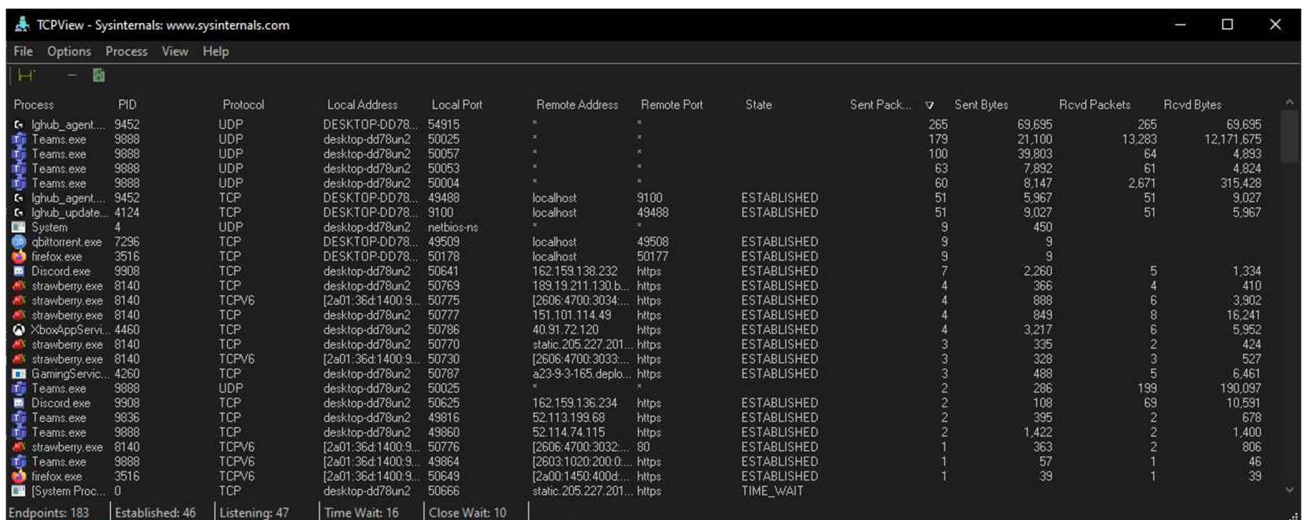 TCPView - Sysinternals: www.sysinternals.com
File Options Process View Help
Process PID Protocol Local Address Local Port Remote Address Remote Port State Sent Pack... Sent Bytes Rcvd Packets Rcvd Bytes
lghub_agent.... 9452 UDP DESKTOP-DD78... 54915 * * 265 69,695 265 69,695
Teams.exe 9888 UDP desktop-dd78un2 50025 * * 179 21,100 13,283 12,171,675
Teams.exe 9888 UDP desktop-dd78un2 50057 * * 100 39,803 64 4,893
Teams.exe 9888 UDP desktop-dd78un2 50053 * * 63 7,892 61 4,824
Teams.exe 9888 UDP desktop-dd78un2 50004 * * 60 8,147 2,671 315,428
lghub_agent.... 9452 TCP DESKTOP-DD78... 49488 localhost 9100 ESTABLISHED 51 5,967 51 9,027
lghub_update... 4124 TCP DESKTOP-DD78... 9100 localhost 49488 ESTABLISHED 51 9,027 51 5,967
System 4 UDP desktop-dd78un2 netbios-ns * * 9 450
qbittorrent.exe 7296 TCP DESKTOP-DD78... 49509 localhost 49508 ESTABLISHED 9 9
firefox.exe 3516 TCP DESKTOP-DD78... 50178 localhost 50177 ESTABLISHED 9 9
Discord.exe 9908 TCP desktop-dd78un2 50641 162.159.138.232 https ESTABLISHED 7 2,260 5 1,334
strawberry.exe 8140 TCP desktop-dd78un2 50769 189.19.211.130.b... https ESTABLISHED 4 366 4 410
strawberry.exe 8140 TCPV6 [2a01:36d:1400:9... 50775 [2606:4700:3034:... https ESTABLISHED 4 888 6 3,902
strawberry.exe 8140 TCP desktop-dd78un2 50777 151.101.114.49 https ESTABLISHED 4 849 8 16,241
XboxAppServi... 4460 TCP desktop-dd78un2 50786 40.91.72.120 https ESTABLISHED 4 3,217 6 5,952
strawberry.exe 8140 TCP desktop-dd78un2 50770 static.205.227.201... https ESTABLISHED 3 335 2 424
strawberry.exe 8140 TCPV6 [2a01:36d:1400:9... 50730 [2606:4700:3033:... https ESTABLISHED 3 328 3 527
GamingServic... 4260 TCP desktop-dd78un2 50787 a23-9-3-165.deplo... https ESTABLISHED 3 488 5 6,461
Teams.exe 9888 UDP desktop-dd78un2 50025 * * 2 286 199 190,097
Discord.exe 9908 TCP desktop-dd78un2 50625 162.159.136.234 https ESTABLISHED 2 108 69 10,591
Teams.exe 9836 TCP desktop-dd78un2 49816 52.113.199.68 https ESTABLISHED 2 395 2 678
Teams.exe 9888 TCP desktop-dd78un2 49860 52.114.74.115 https ESTABLISHED 2 1,422 2 1,400
strawberry.exe 8140 TCPV6 [2a01:36d:1400:9... 50776 [2606:4700:3032:... 80 ESTABLISHED 1 363 2 806
Teams.exe 9888 TCPV6 [2a01:36d:1400:9... 49864 [2603:1020:200:0... https ESTABLISHED 1 57 1 46
firefox.exe 3516 TCPV6 [2a01:36d:1400:9... 50649 [2a00:1450:400d:... https ESTABLISHED 1 39 1 39
[System Proc... 0 TCP desktop-dd78un2 50666 static.205.227.201... https TIME_WAIT
Endpoints: 183 Established: 46 Listening: 47 Time Wait: 16 Close Wait: 10